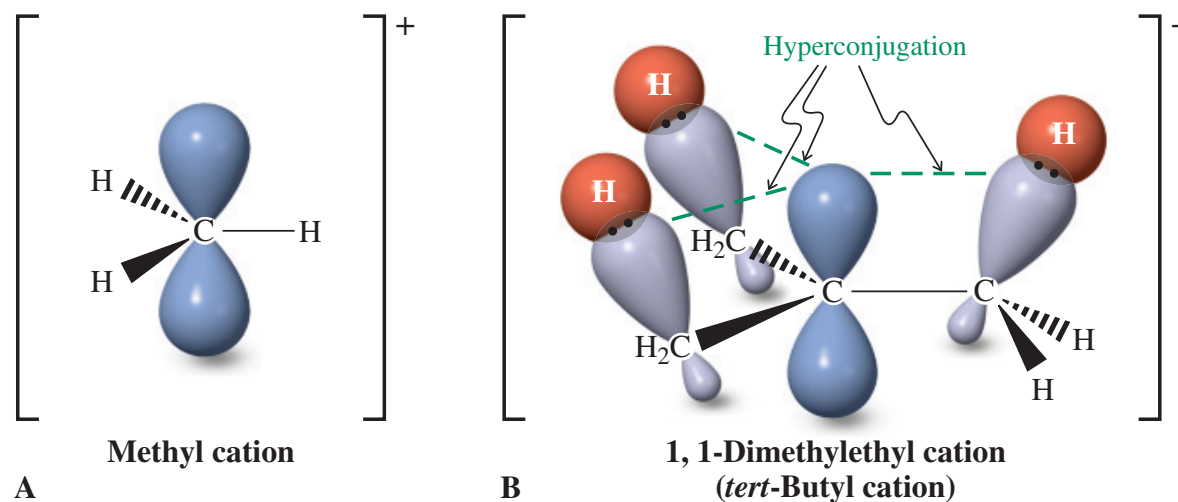 +
H
C
H
H
Methyl cation
A
Hyperconjugation
H
H
H
H₂C
C
C
H₂C
H
H
1, 1-Dimethylethyl cation
B
(tert-Butyl cation)